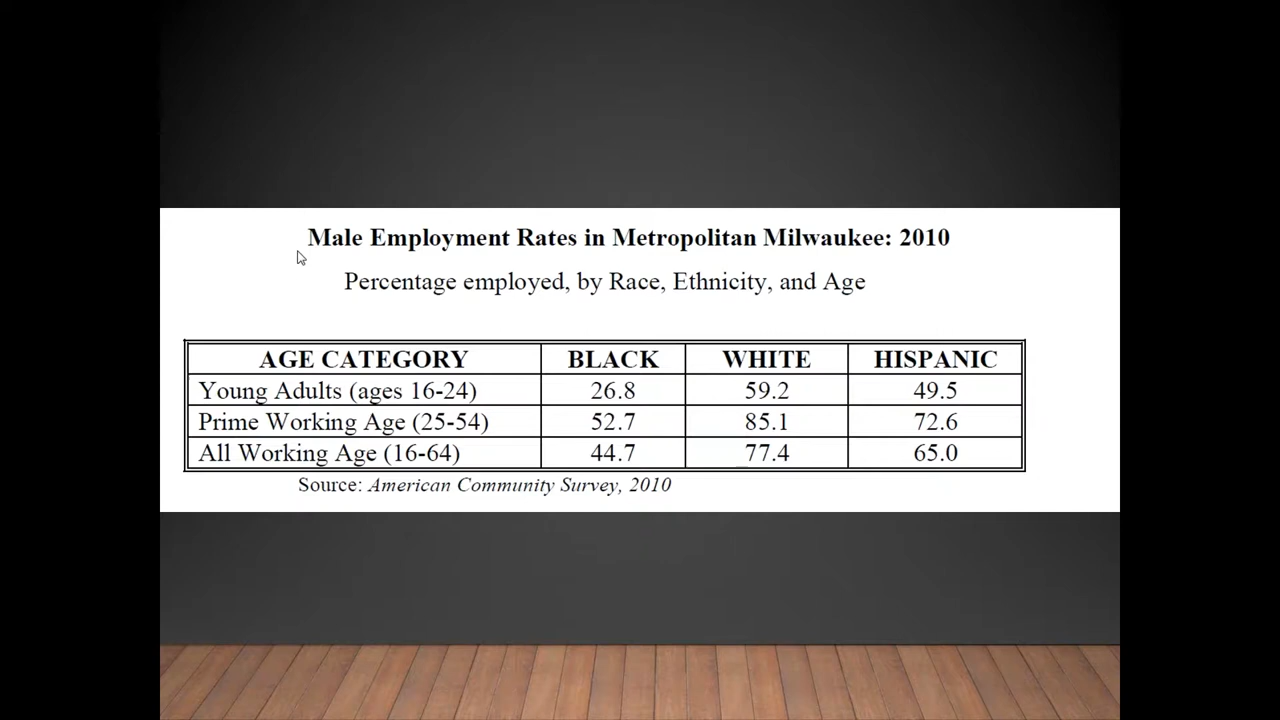 Male Employment Rates in Metropolitan Milwaukee: 2010
Percentage employed, by Race, Ethnicity, and Age
AGE CATEGORY BLACK WHITE HISPANIC
Young Adults (ages 16-24) 26.8 59.2 49.5
Prime Working Age (25-54) 52.7 85.1 72.6
All Working Age (16-64) 44.7 77.4 65.0
Source: American Community Survey, 2010